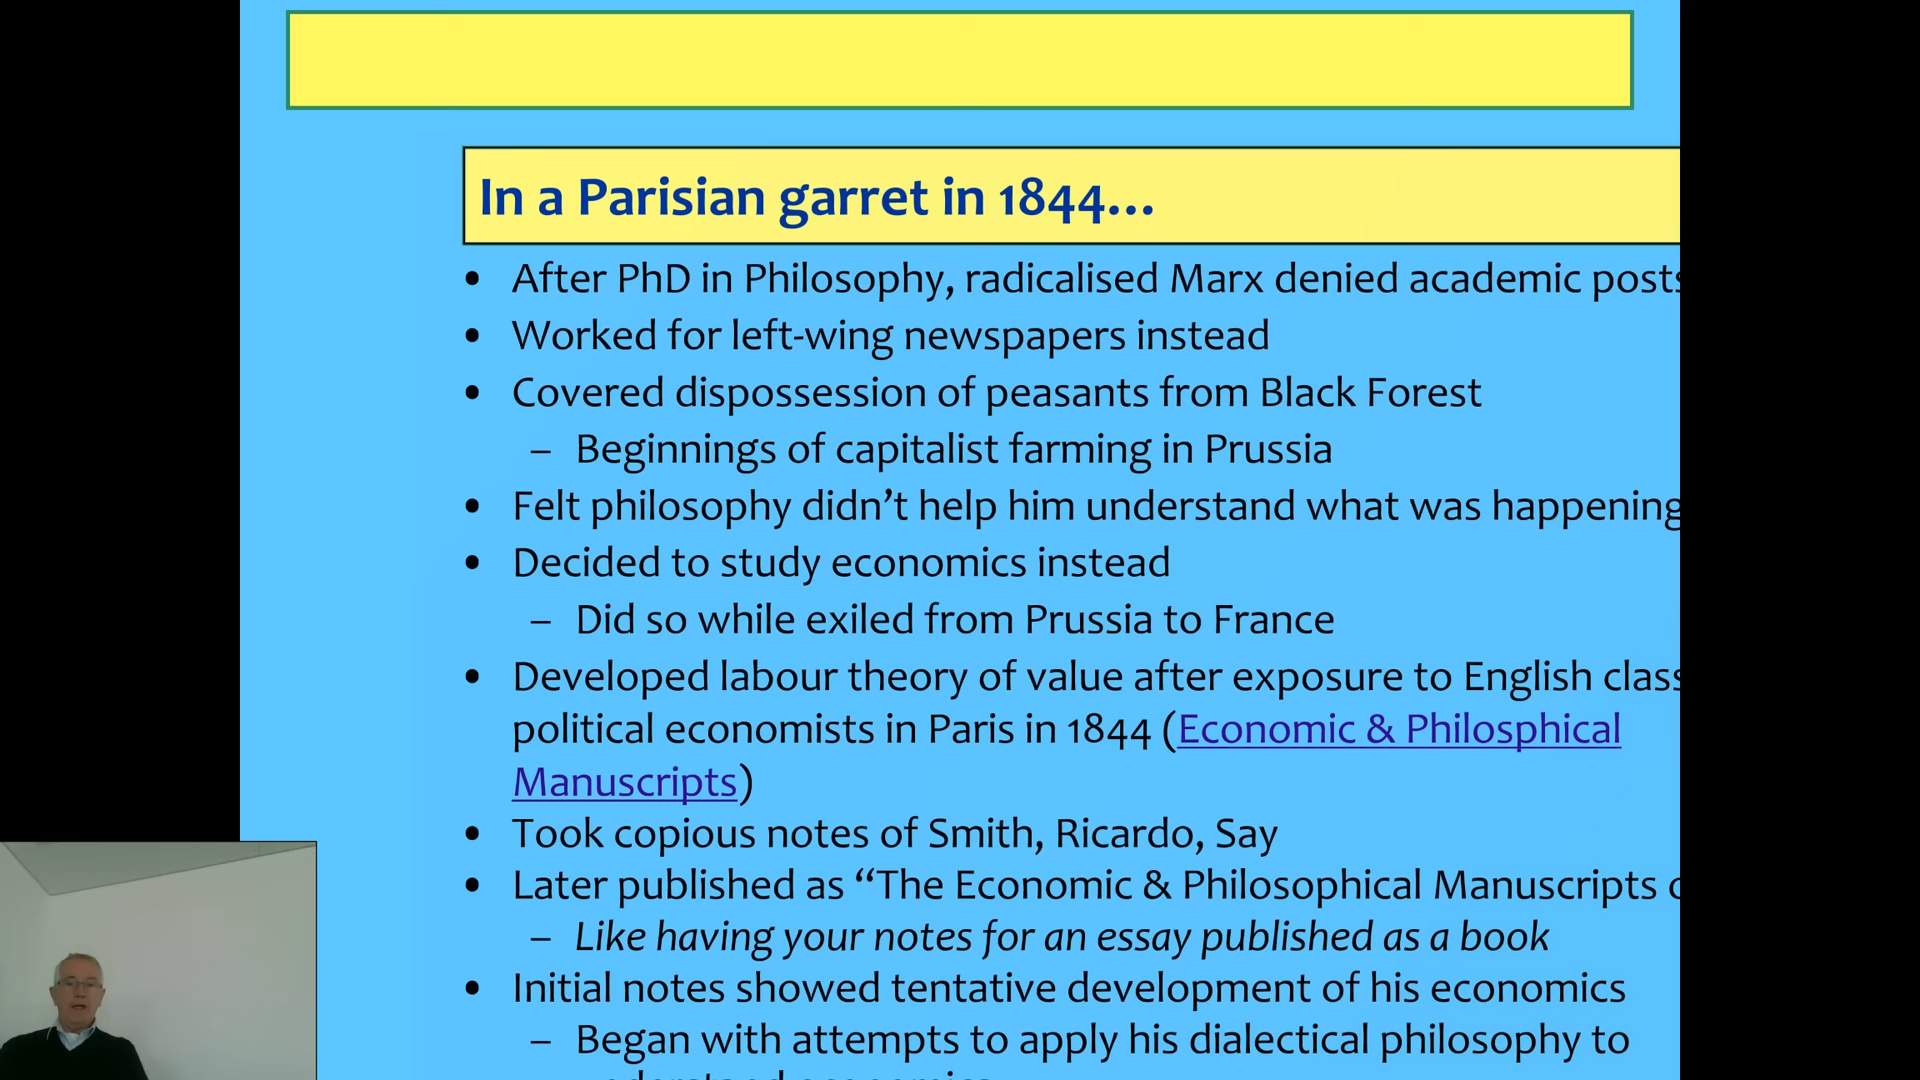 In a Parisian garret in 1844...
• After PhD in Philosophy, radicalised Marx denied academic posts
• Worked for left-wing newspapers instead
• Covered dispossession of peasants from Black Forest
– Beginnings of capitalist farming in Prussia
• Felt philosophy didn’t help him understand what was happening
• Decided to study economics instead
– Did so while exiled from Prussia to France
• Developed labour theory of value after exposure to English class
political economists in Paris in 1844 (Economic & Philosphical
Manuscripts)
• Took copious notes of Smith, Ricardo, Say
• Later published as “The Economic & Philosophical Manuscripts
– Like having your notes for an essay published as a book
• Initial notes showed tentative development of his economics
– Began with attempts to apply his dialectical philosophy to